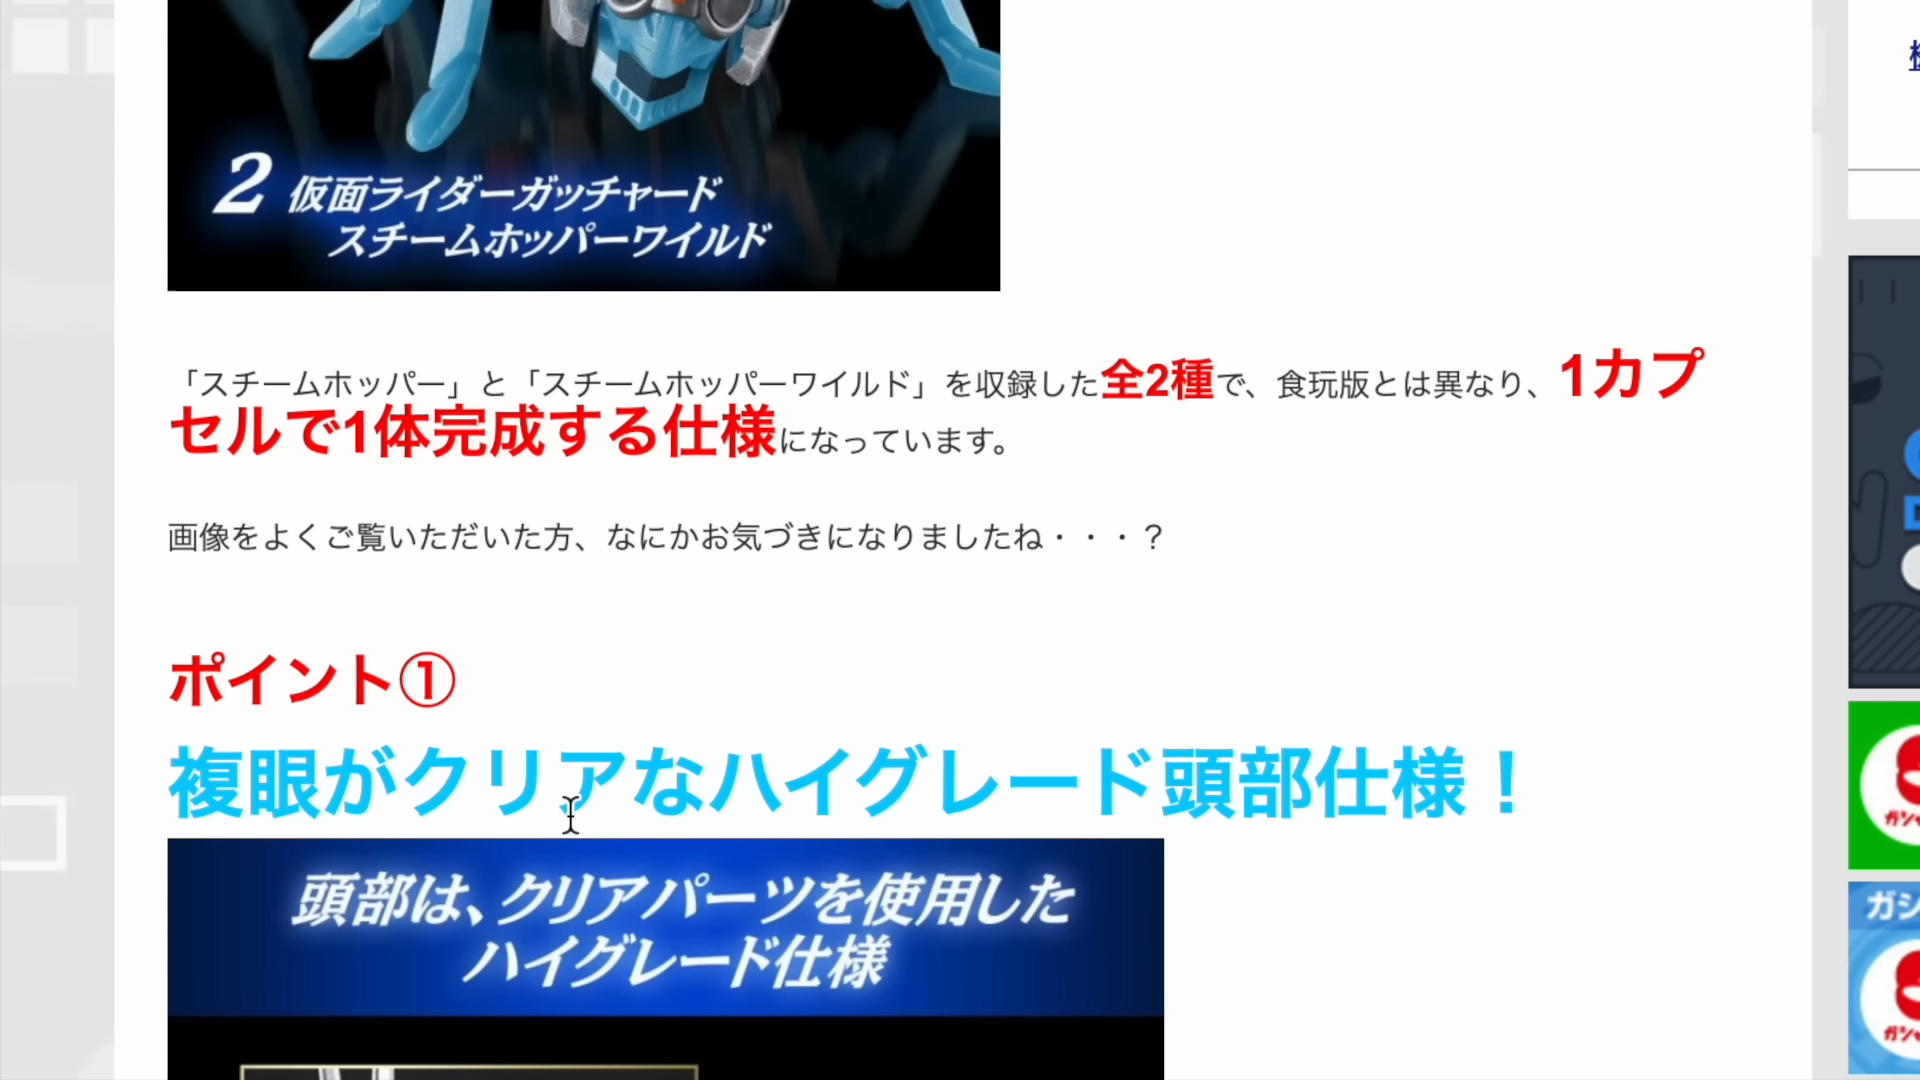 2 仮面ライダーガッチャード
スチームホッパーワイルド
「スチームホッパー」と「スチームホッパーワイルド」を収録した全2種で、食玩版とは異なり、1カプ
セルで1体完成する仕様になっています。
画像をよくご覧いただいた方、なにかお気づきになりましたね・・・？
ポイント①
複眼がクリアなハイグレード頭部仕様！
頭部は、クリアパーツを使用した
ハイグレード仕様